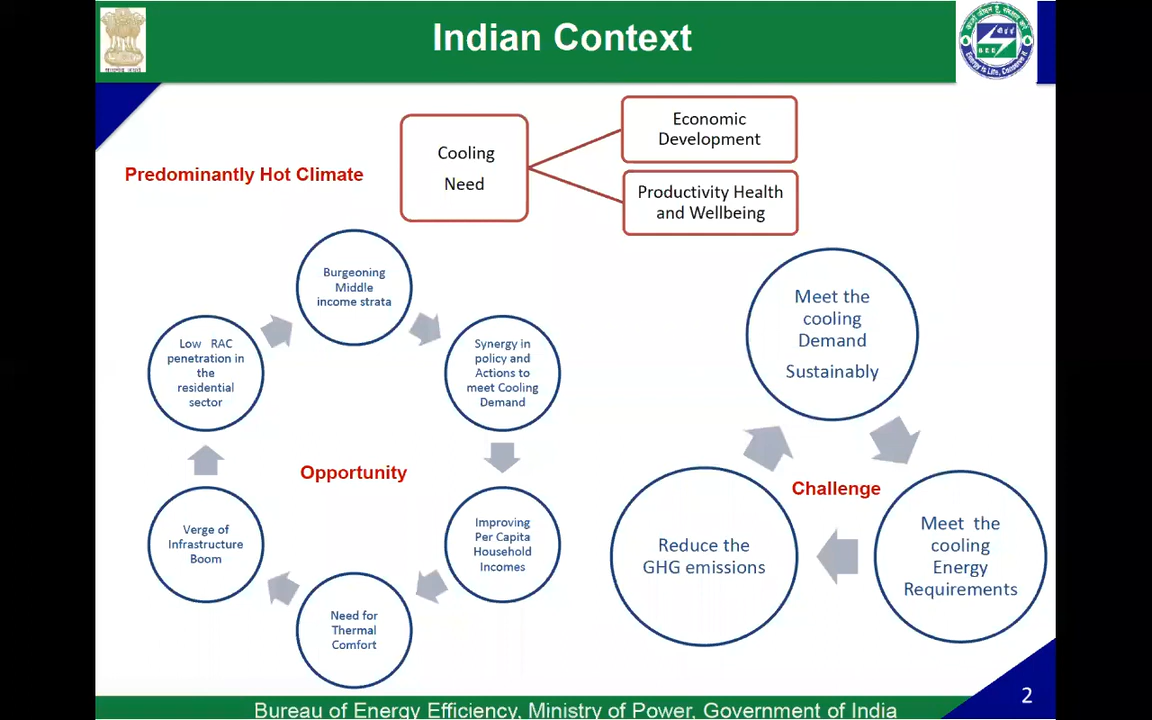 Indian Context
Economic
Development
Cooling
Need
Predominantly Hot Climate
Productivity Health
and Wellbeing
Burgeoning
Middle
income strata
Synergy in
policy and
Actions to
meet Cooling
Demand
Improving
Per Capita
Household
Incomes
Need for
Thermal
Comfort
Verge of
Infrastructure
Boom
Low RAC
penetration in
the
residential
sector
Opportunity
Meet the
cooling
Demand
Sustainably
Meet the
cooling
Energy
Requirements
Reduce the
GHG emissions
Challenge
2
Bureau of Energy Efficiency, Ministry of Power, Government of India